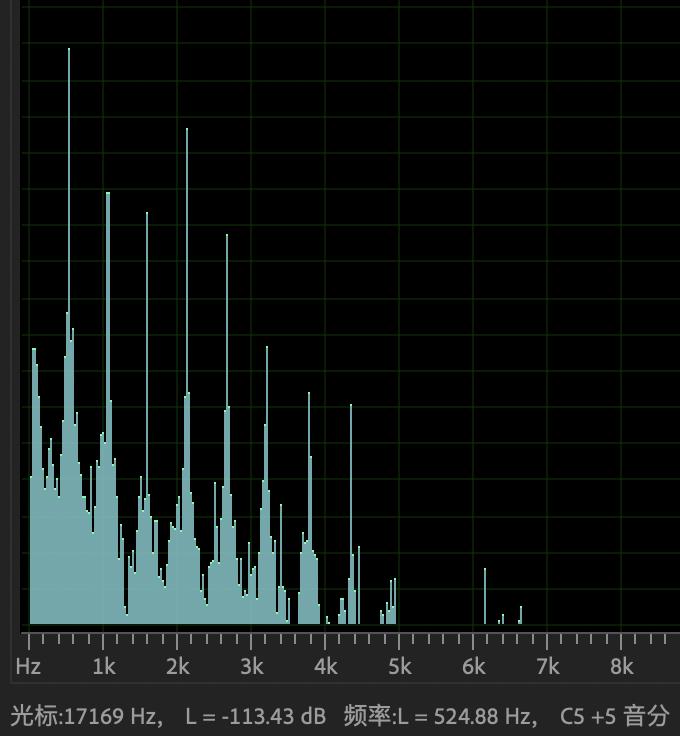 Hz 1k 2k 3k 4k 5k 6k 7k 8k
光标:17169 Hz, L = -113.43 dB 频率:L = 524.88 Hz, C5 +5 音分